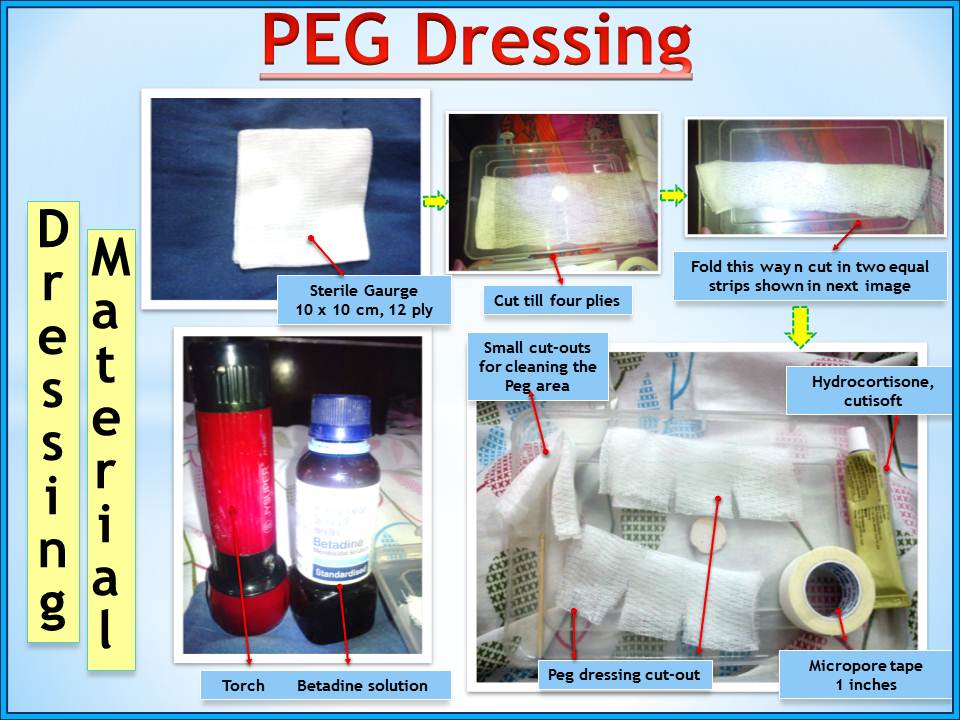 PEG Dressing
Dressing
Material
Sterile Gaurge
10 x 10 cm, 12 ply
Cut till four plies
Fold this way n cut in two equal
strips shown in next image
Small cut-outs
for cleaning the
Peg area
Hydrocortisone,
cutisoft
Betadine
Standardised
Torch
Betadine solution
Peg dressing cut-out
Micropore tape
1 inches